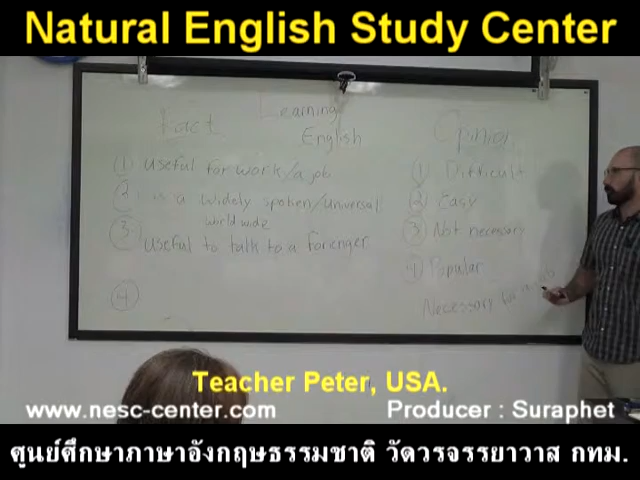 Natural English Study Center
Learning
English
Fact
① useful for work/a job
② is a widely spoken/universal
world wide
③ useful to talk to a forenger
④
Opinion
① Difficult
② Easy
③ Not necessary
④ Popular
Necessary for
Teacher Peter, USA.
www.nesc-center.com
Producer : Suraphet
ศูนย์ศึกษาภาษาอังกฤษธรรมชาติ วัดวรจรรยาวาส กทม.